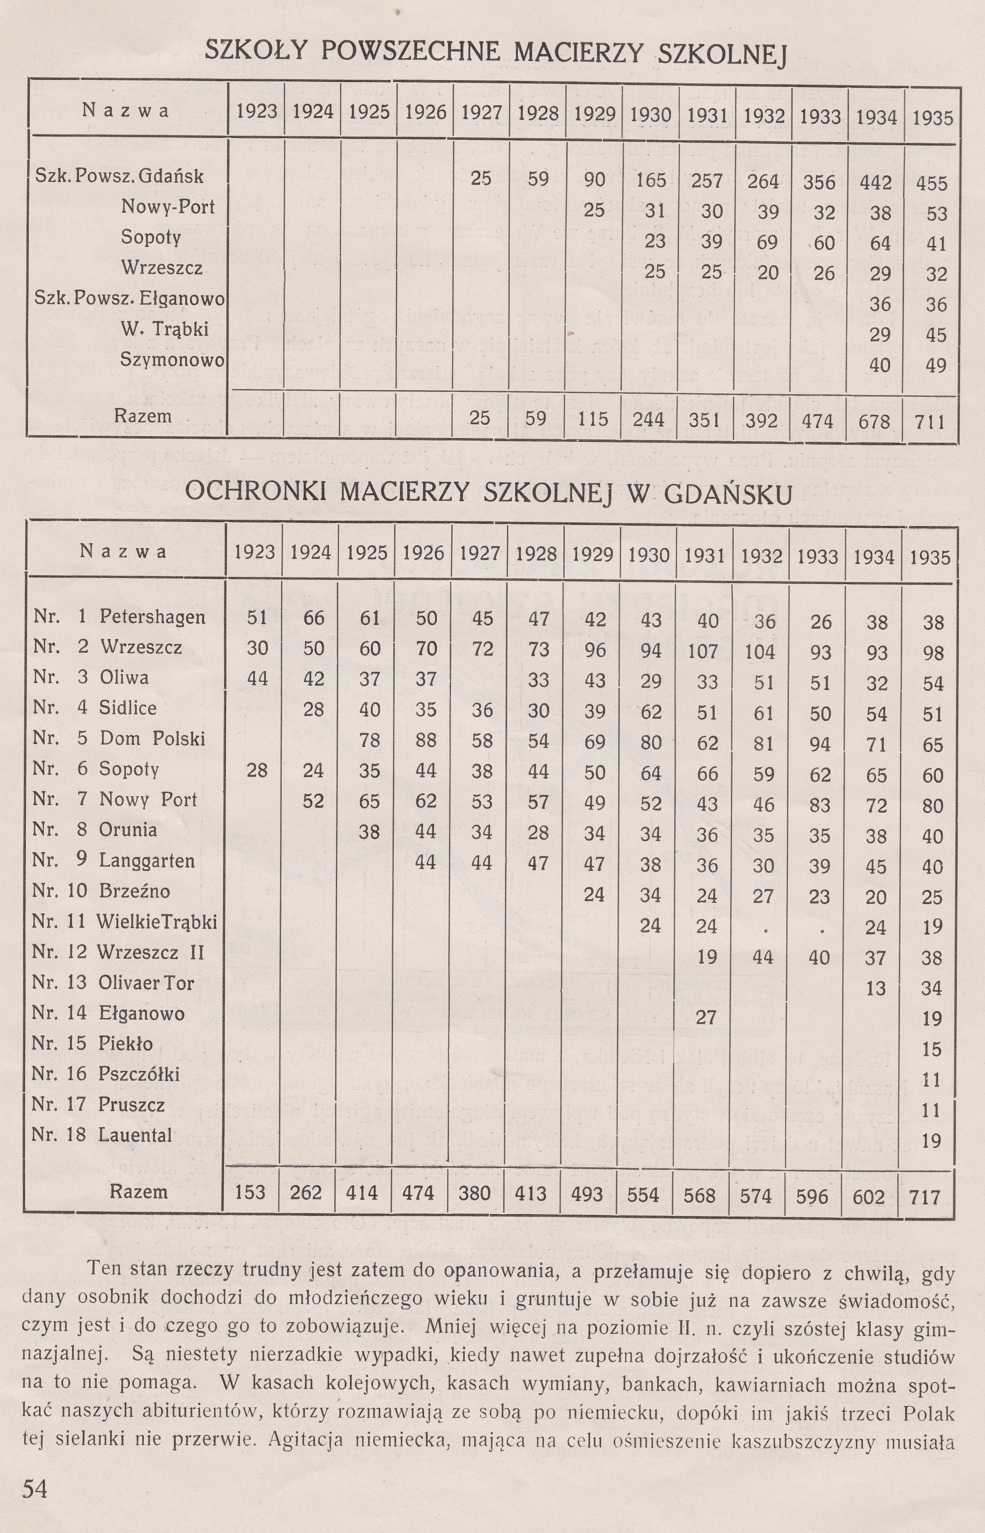 SZKOŁY POWSZECHNE MACIERZY SZKOLNEJ
Nazwa 1923 1924 1925 1926 1927 1928 1929 1930 1931 1932 1933 1934 1935
Szk. Powsz. Gdańsk 25 59 90 165 257 264 356 442 455
Nowy-Port 25 31 30 39 32 38 53
Sopoty 23 39 69 60 64 41
Wrzeszcz 25 25 20 26 29 32
Szk. Powsz. Ełganowo 36 36
W. Trąbki 29 45
Szymonowo 40 49
Razem 25 59 115 244 351 392 474 678 711
OCHRONKI MACIERZY SZKOLNEJ W GDAŃSKU
Nazwa 1923 1924 1925 1926 1927 1928 1929 1930 1931 1932 1933 1934 1935
Nr. 1 Petershagen 51 66 61 50 45 47 42 43 40 36 26 38 38
Nr. 2 Wrzeszcz 30 50 60 70 72 73 96 94 107 104 93 93 98
Nr. 3 Oliwa 44 42 37 37 33 43 29 33 51 51 32 54
Nr. 4 Sidlice 28 40 35 36 30 39 62 51 61 50 54 51
Nr. 5 Dom Polski 78 88 58 54 69 80 62 81 94 71 65
Nr. 6 Sopoty 28 24 35 44 38 44 50 64 66 59 62 65 60
Nr. 7 Nowy Port 52 65 62 53 57 49 52 43 46 83 72 80
Nr. 8 Orunia 38 44 34 28 34 34 36 35 35 38 40
Nr. 9 Langgarten 44 44 47 47 38 36 30 39 45 40
Nr. 10 Brzeźno 24 34 24 27 23 20 25
Nr. 11 WielkieTrąbki 24 24 . . 24 19
Nr. 12 Wrzeszcz II 19 44 40 37 38
Nr. 13 Olivaer Tor 13 34
Nr. 14 Ełganowo 27 19
Nr. 15 Piekło 15
Nr. 16 Pszczółki 11
Nr. 17 Pruszcz 11
Nr. 18 Lauental 19
Razem 153 262 414 474 380 413 493 554 568 574 596 602 717
Ten stan rzeczy trudny jest zatem do opanowania, a przełamuje się dopiero z chwilą, gdy
dany osobnik dochodzi do młodzieńczego wieku i gruntuje w sobie już na zawsze świadomość,
czym jest i do czego go to zobowiązuje. Mniej więcej na poziomie II. n. czyli szóstej klasy gim-
nazjalnej. Są niestety nierzadkie wypadki, kiedy nawet zupełna dojrzałość i ukończenie studiów
na to nie pomaga. W kasach kolejowych, kasach wymiany, bankach, kawiarniach można spot-
kać naszych abiturientów, którzy rozmawiają ze sobą po niemiecku, dopóki im jakiś trzeci Polak
tej sielanki nie przerwie. Agitacja niemiecka, mająca na celu ośmieszenie kaszubszczyzny musiała
54